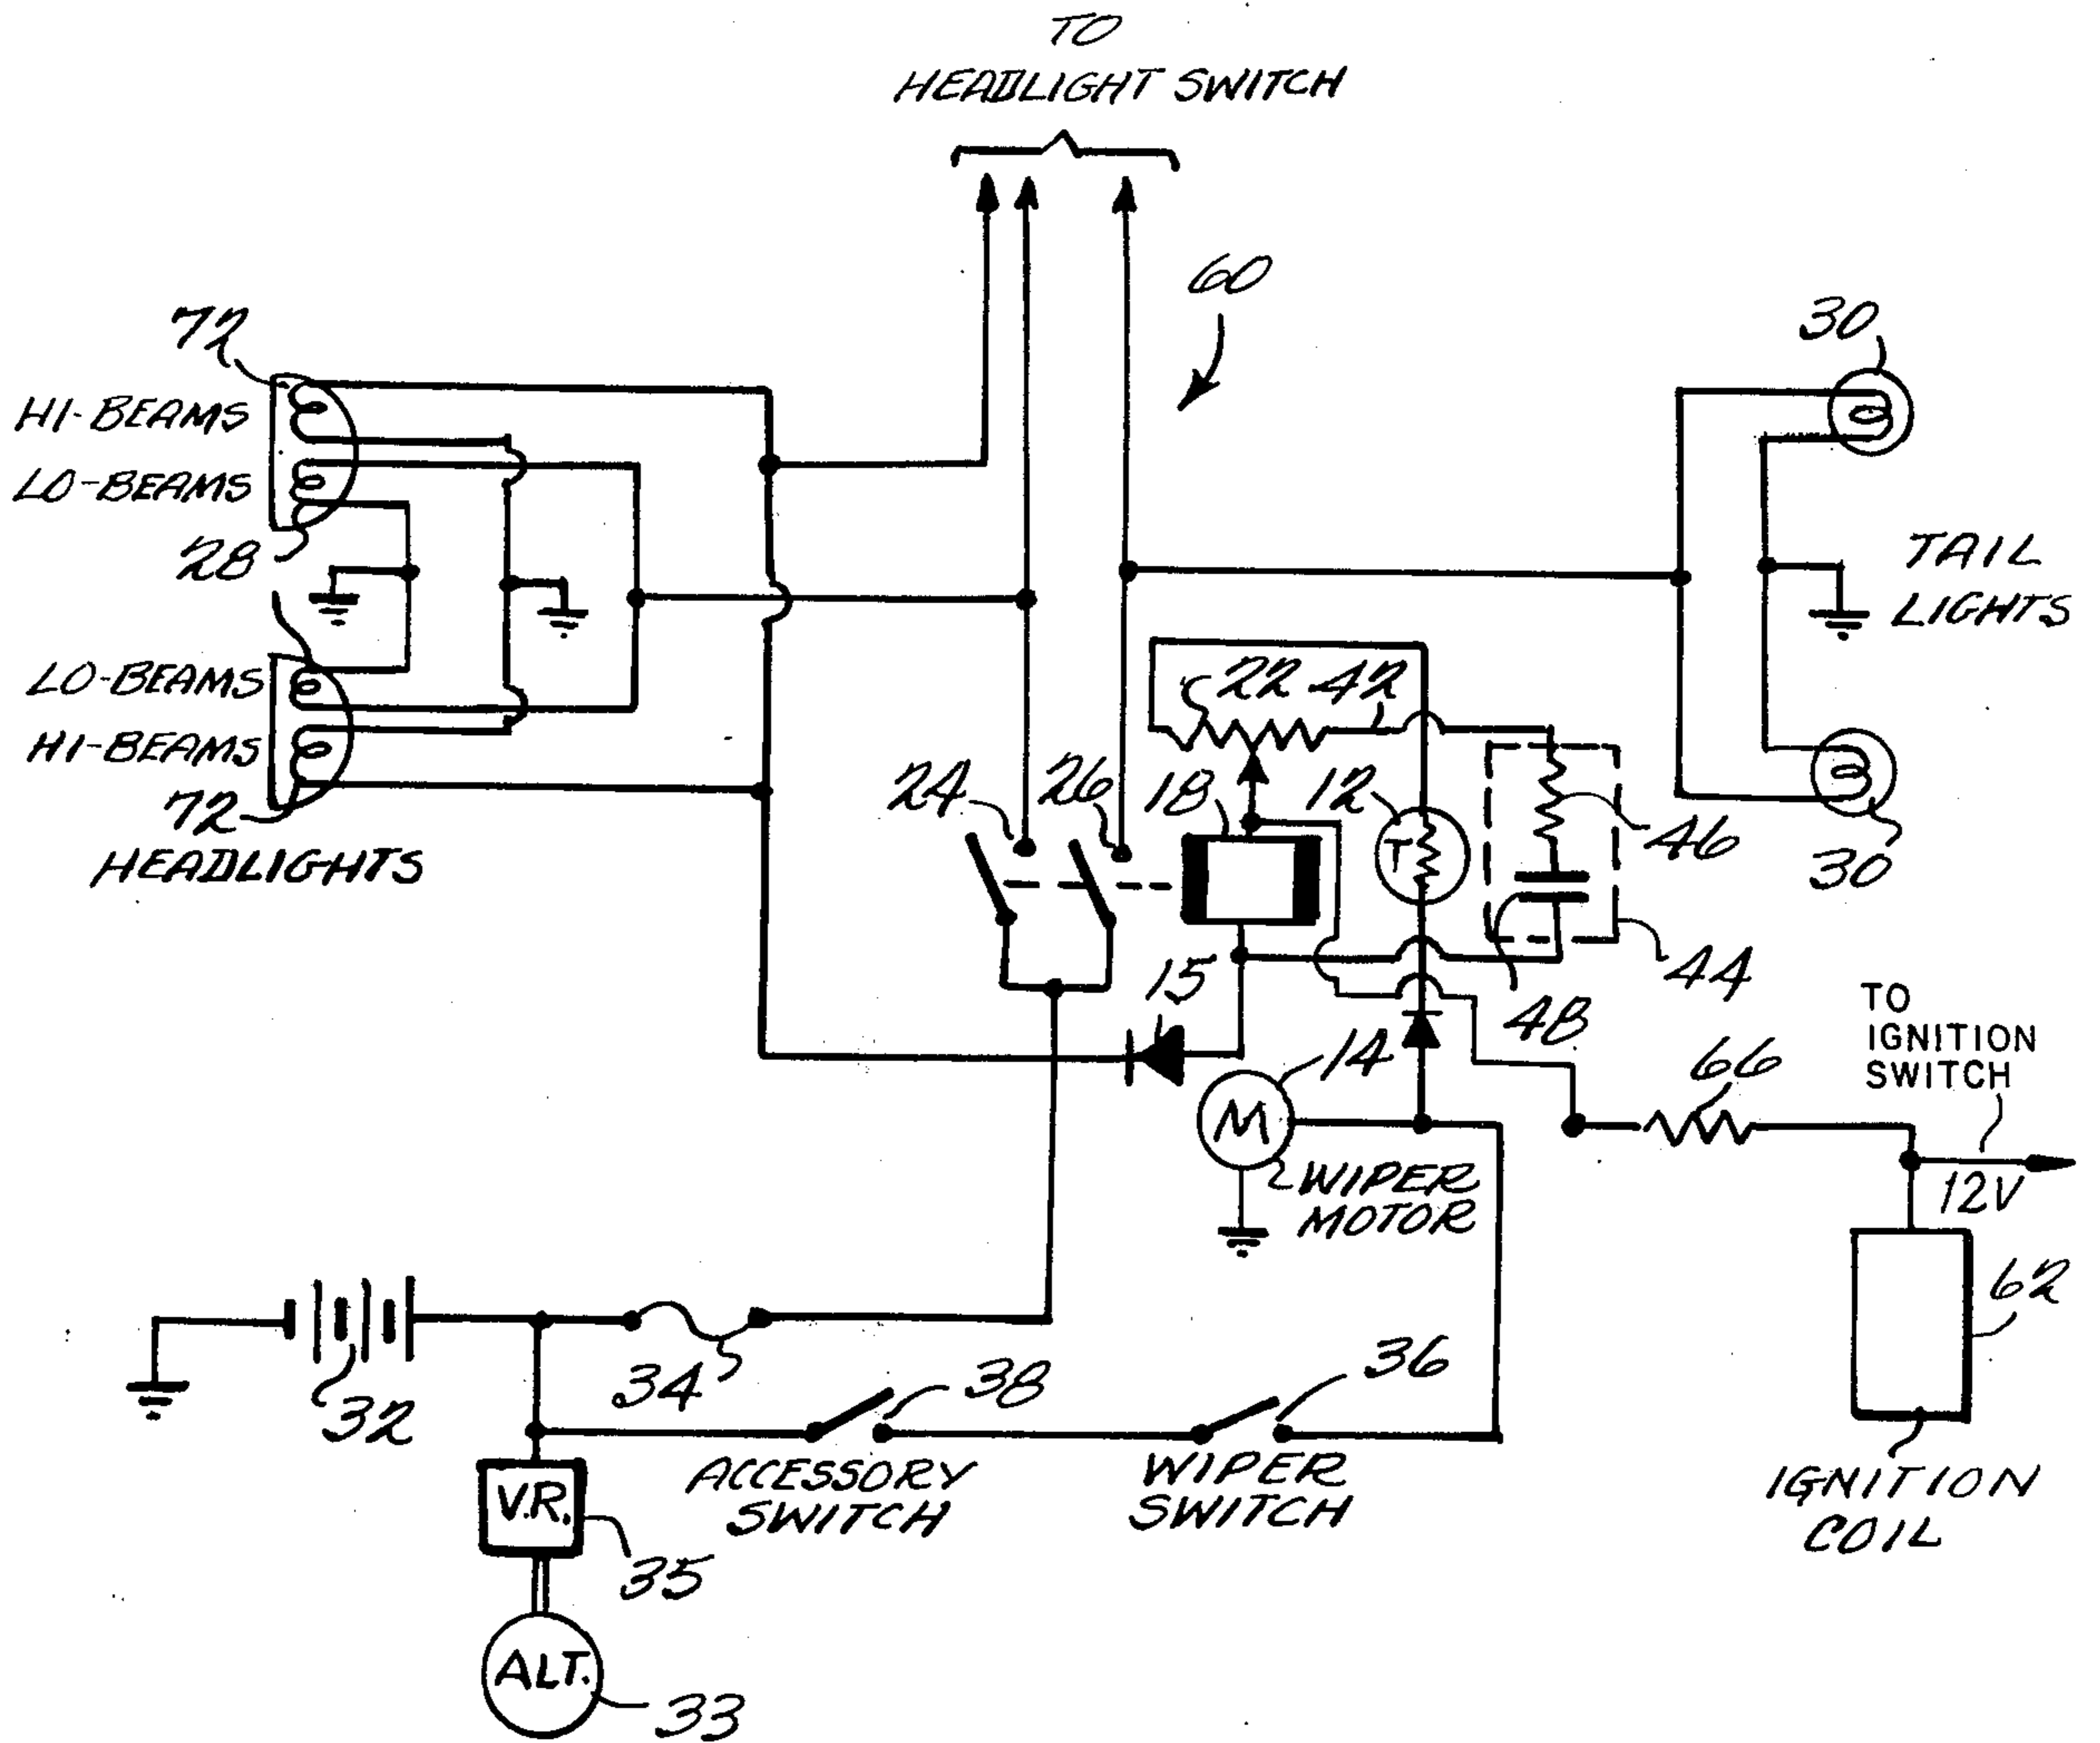 TO
HEADLIGHT SWITCH
60
72
30
HI-BEAMS
LO-BEAMS
28
TAIL
LIGHTS
LO-BEAMS
HI-BEAMS
72
HEADLIGHTS
22 42
24
26
18
12
T
46
30
44
48
15
14
M
WIPER
MOTOR
66
TO
IGNITION
SWITCH
12V
62
IGNITION
COIL
32
34
38
36
ACCESSORY
SWITCH
WIPER
SWITCH
V.R.
35
ALT.
33